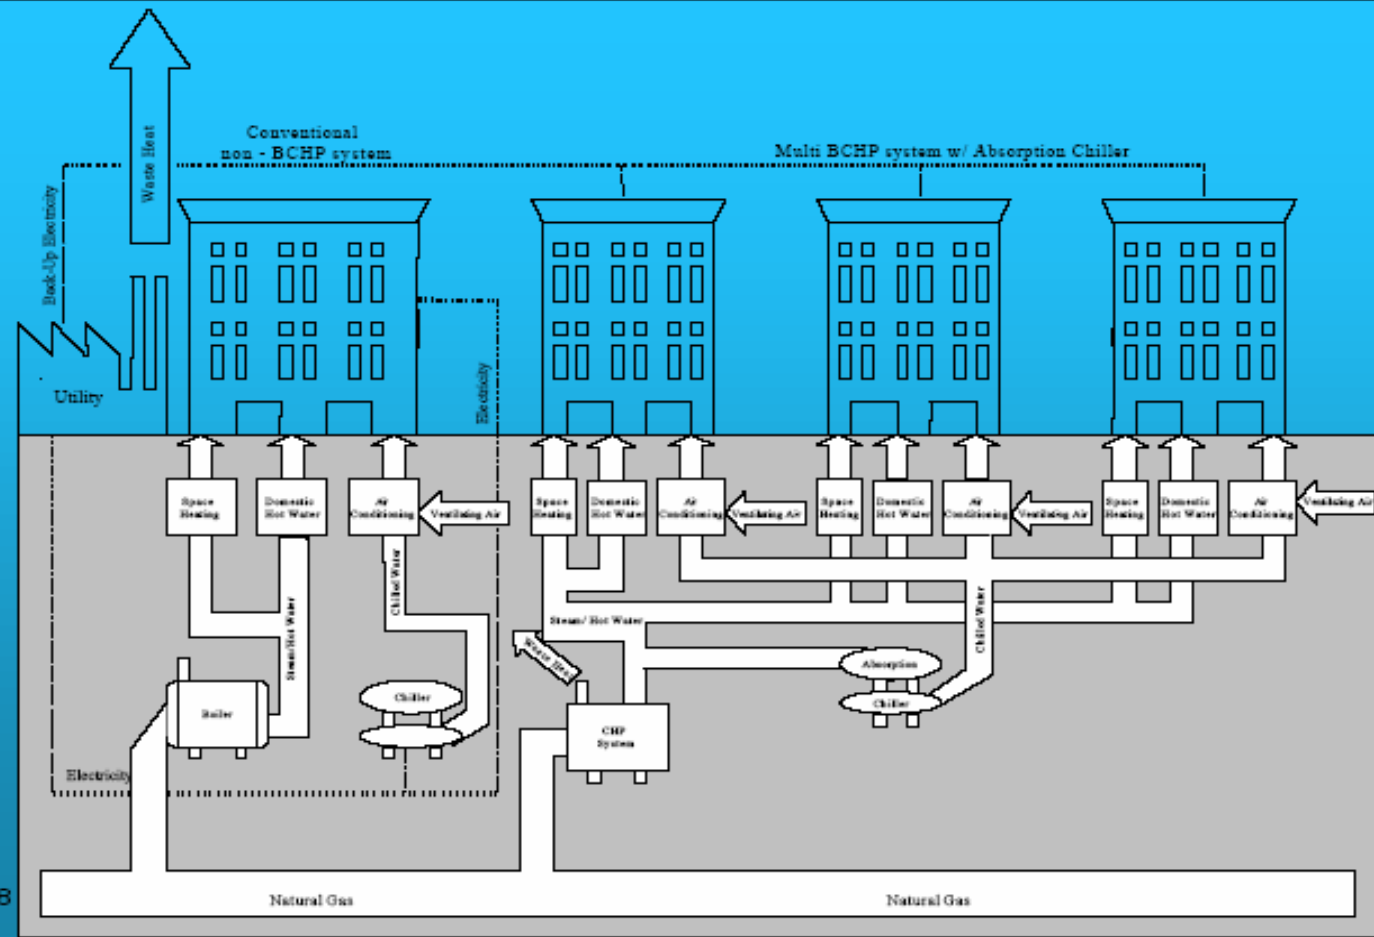 Waste Heat
Conventional
non - BCHP system
Multi BCHP system w/ Absorption Chiller
Back-Up Electricity
Utility
Electricity
Space
Heating
Domestic
Hot Water
Air
Conditioning
Ventilating Air
Space
Heating
Domestic
Hot Water
Air
Conditioning
Ventilating Air
Space
Heating
Domestic
Hot Water
Air
Conditioning
Ventilating Air
Space
Heating
Domestic
Hot Water
Air
Conditioning
Ventilating Air
Steam/Hot Water
Chilled Water
Steam/ Hot Water
Chilled Water
Waste Heat
Absorption
Chiller
Boiler
Chiller
CHP
System
Electricity
Natural Gas
Natural Gas
8